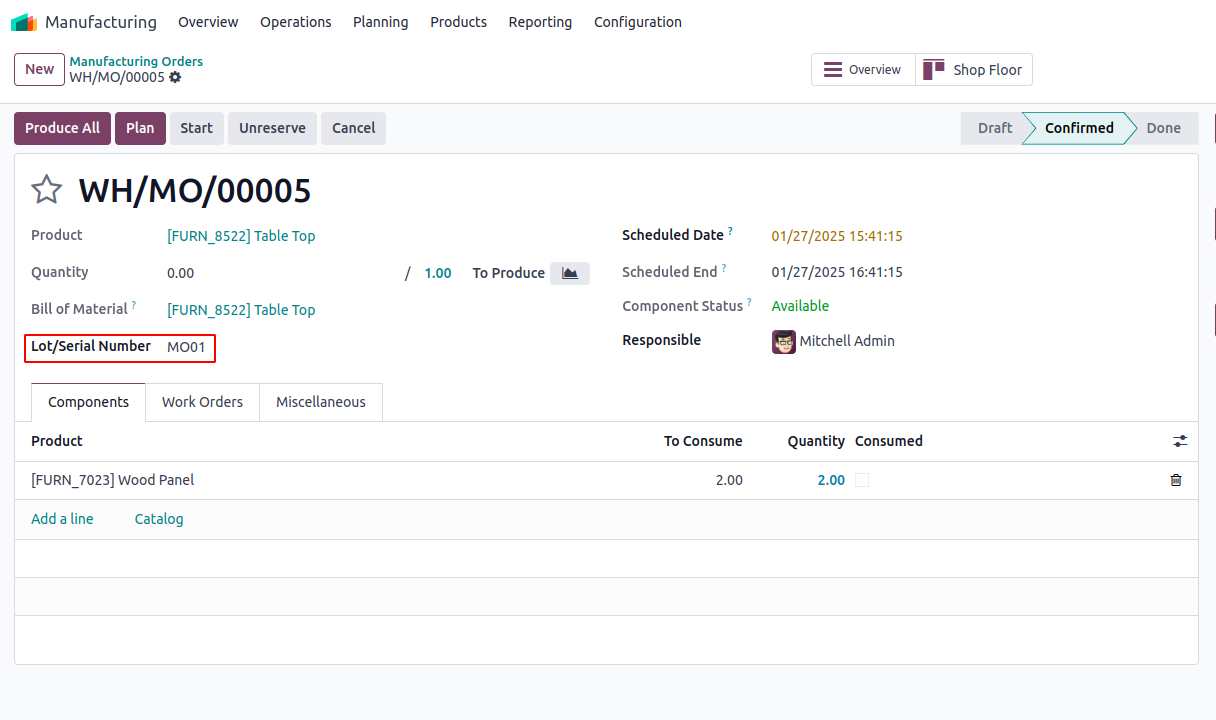 Manufacturing Overview Operations Planning Products Reporting Configuration
New Manufacturing Orders
WH/MO/00005
Overview Shop Floor
Produce All Plan Start Unreserve Cancel Draft Confirmed Done
WH/MO/00005
Product [FURN_8522] Table Top
Quantity 0.00 / 1.00 To Produce
Bill of Material ? [FURN_8522] Table Top
Lot/Serial Number MO01
Scheduled Date ? 01/27/2025 15:41:15
Scheduled End ? 01/27/2025 16:41:15
Component Status ? Available
Responsible Mitchell Admin
Components Work Orders Miscellaneous
Product To Consume Quantity Consumed
[FURN_7023] Wood Panel 2.00 2.00
Add a line Catalog